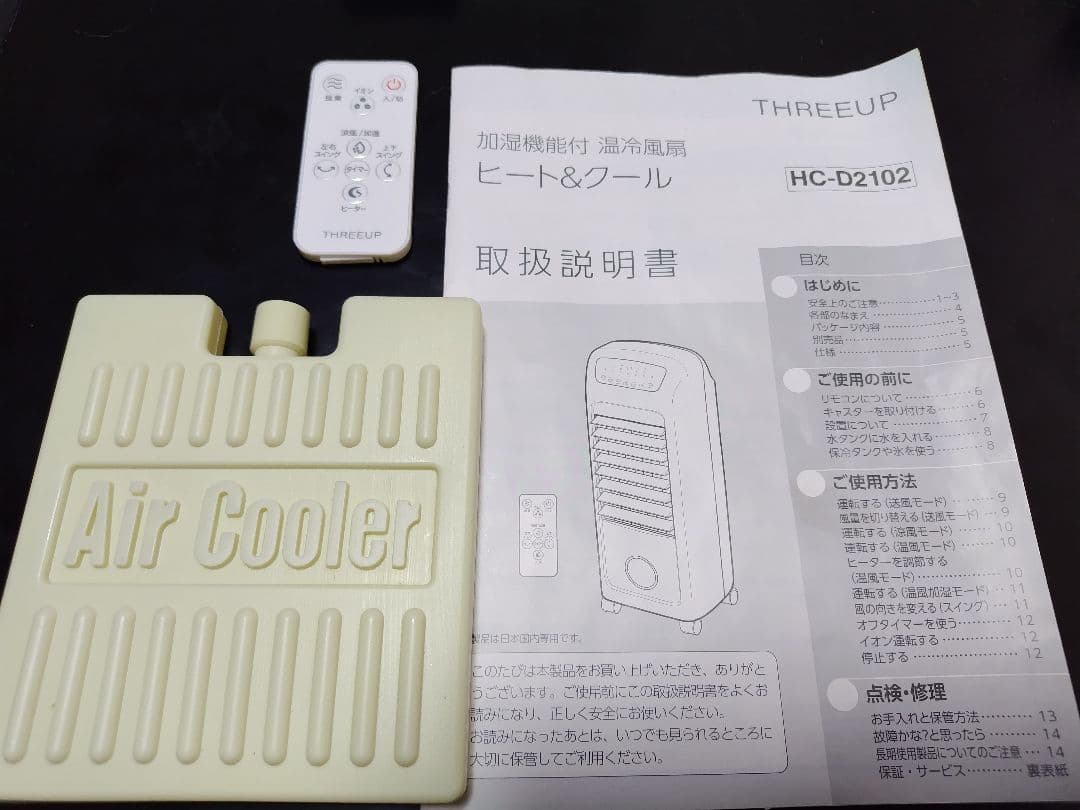 風量
イオン
入/切
涼風/加湿
左右
スイング
上下
スイング
タイマー
ヒーター
THREEUP
Air Cooler
THREEUP
加湿機能付 温冷風扇
ヒート&クール
HC-D2102
取扱説明書
製品は日本国内専用です。
このたびは本製品をお買い上げいただき、ありがと
うございます。ご使用前にこの取扱説明書をよくお
読みになり、正しく安全にお使いください。
お読みになったあとは、いつでも見られるところに
大切に保管してご利用ください。
目次
はじめに
安全上のご注意……………1~3
各部のなまえ……………4
パッケージ内容……………5
別売品……………5
仕様……………5
ご使用の前に
リモコンについて……………6
キャスターを取り付ける……………6
設置について……………7
水タンクに水を入れる……………8
保冷タンクや氷を使う……………8
ご使用方法
運転する(送風モード)……………9
風量を切り替える(送風モード)…9
運転する(涼風モード)……………10
運転する(温風モード)……………10
ヒーターを調節する
(温風モード)……………10
運転する(温風加湿モード)…11
風の向きを変える(スイング)…11
オフタイマーを使う……………12
イオン運転する……………12
停止する……………12
点検・修理
お手入れと保管方法…………13
故障かな?と思ったら…………14
長期使用製品についてのご注意…14
保証・サービス…………裏表紙